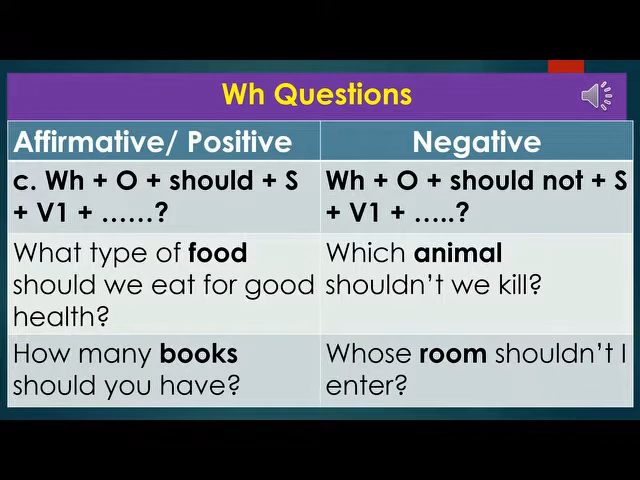 Wh Questions
Affirmative/ Positive
Negative
c. Wh + O + should + S
+ V1 + ……?
Wh + O + should not + S
+ V1 + …..?
What type of food
should we eat for good
health?
Which animal
shouldn't we kill?
How many books
should you have?
Whose room shouldn't I
enter?